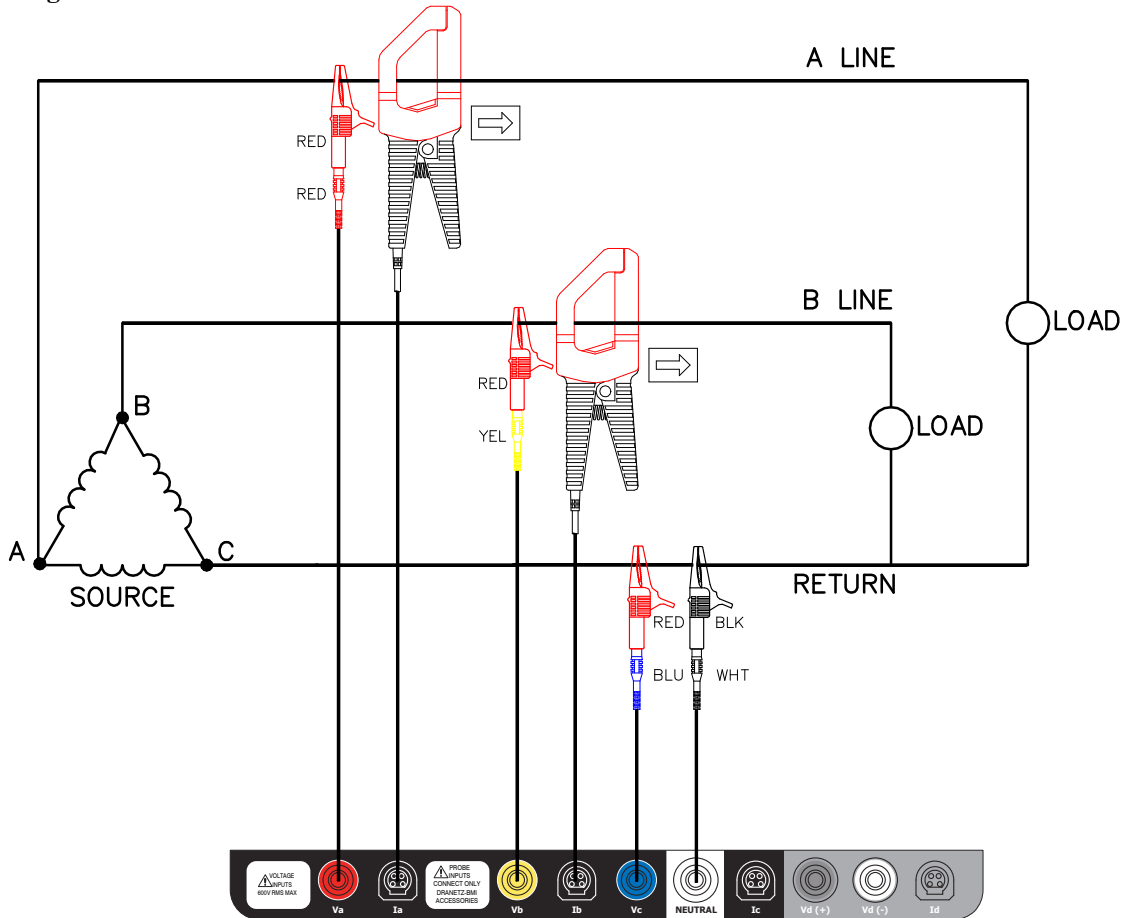 A LINE
RED
RED
B LINE
LOAD
RED
YEL
B
LOAD
A
C
SOURCE
RETURN
RED
BLK
BLU
WHT
VOLTAGE
INPUTS
600V RMS MAX
PROBE
INPUTS
CONNECT ONLY
DRANETZ-BMI
ACCESSORIES
Va
Ia
Vb
Ib
Vc
NEUTRAL
Ic
Vd (+)
Vd (-)
Id